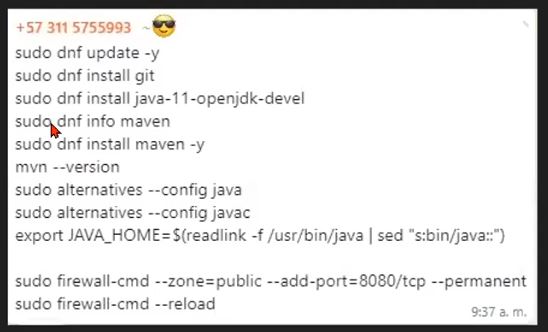 +57 311 5755993 ~😎
sudo dnf update -y
sudo dnf install git
sudo dnf install java-11-openjdk-devel
sudo dnf info maven
sudo dnf install maven -y
mvn --version
sudo alternatives --config java
sudo alternatives --config javac
export JAVA_HOME=$(readlink -f /usr/bin/java | sed "s:bin/java::")
sudo firewall-cmd --zone=public --add-port=8080/tcp --permanent
sudo firewall-cmd --reload
9:37 a. m.